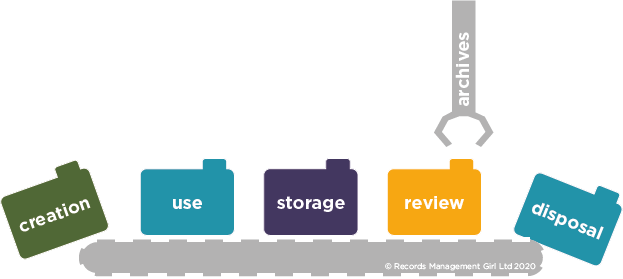 archives
creation
use
storage
review
disposal
© Records Management Girl Ltd 2020